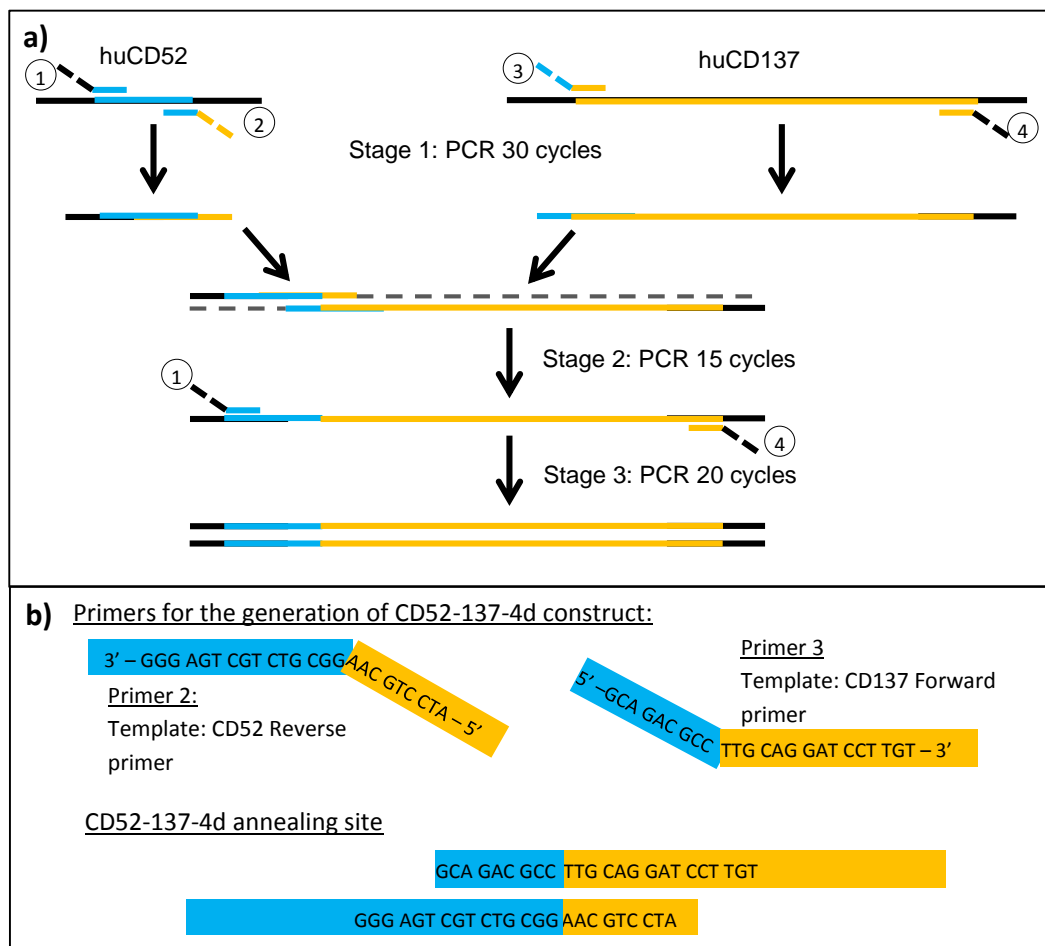 a)
huCD52
huCD137
1
2
3
4
Stage 1: PCR 30 cycles
Stage 2: PCR 15 cycles
1
4
Stage 3: PCR 20 cycles
b) Primers for the generation of CD52-137-4d construct:
3’ – GGG AGT CGT CTG CGG AAC GTC CTA – 5’
Primer 2:
Template: CD52 Reverse
primer
5’ –GCA GAC GCC TTG CAG GAT CCT TGT – 3’
Primer 3
Template: CD137 Forward
primer
CD52-137-4d annealing site
GCA GAC GCC TTG CAG GAT CCT TGT
GGG AGT CGT CTG CGG AAC GTC CTA